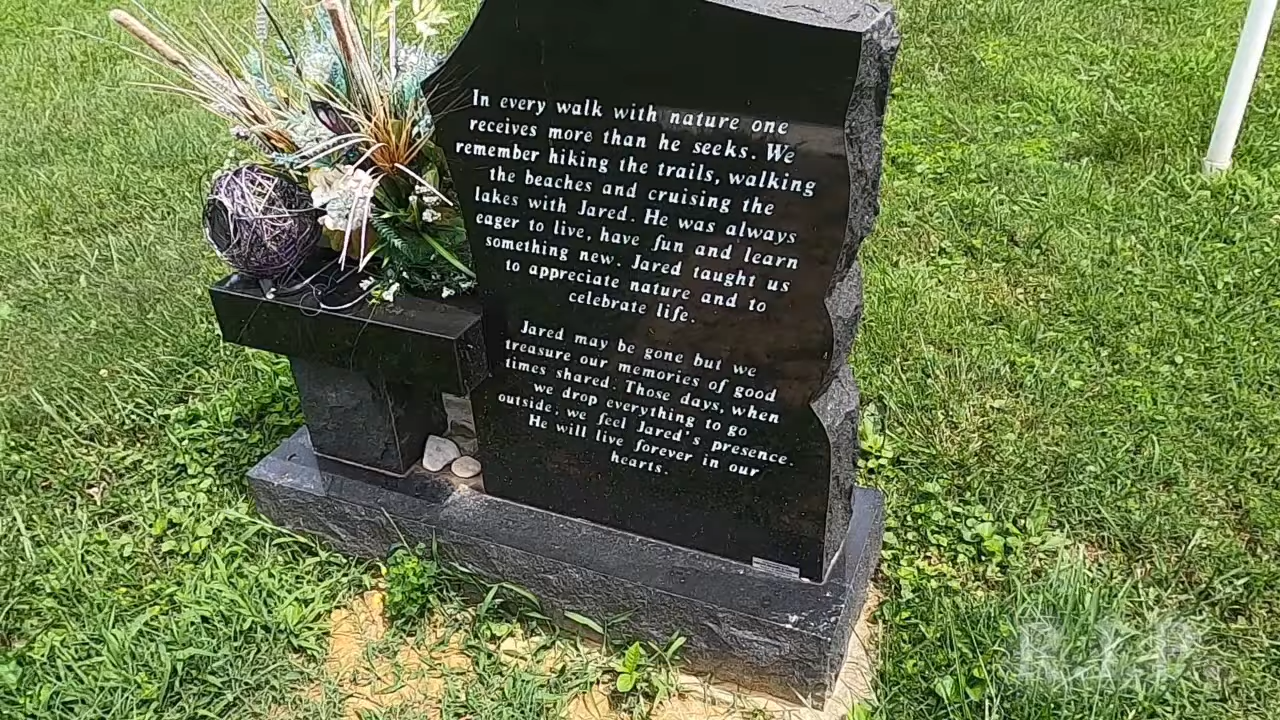 In every walk with nature one
receives more than he seeks. We
remember hiking the trails, walking
the beaches and cruising the
lakes with Jared. He was always
eager to live, have fun and learn
something new. Jared taught us
to appreciate nature and to
celebrate life.
Jared may be gone but we
treasure our memories of good
times shared. Those days, when
we drop everything to go
outside; we feel Jared's presence.
He will live forever in our
hearts.
R.I.P.